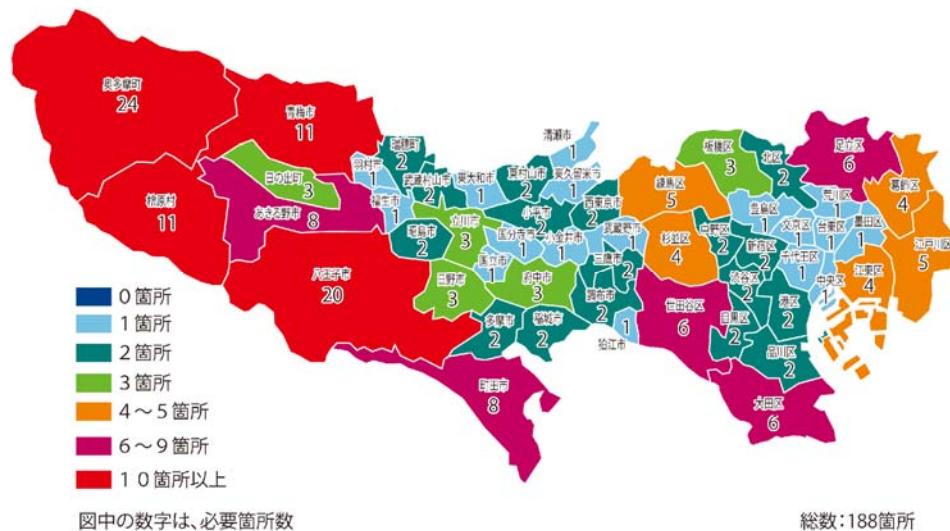 奥多摩町
24
青梅市
11
檜原村
11
日の出町
3
あきる野市
8
八王子市
20
瑞穂町
2
羽村市
1
福生市
1
武蔵村山市
2
東大和市
1
東村山市
2
清瀬市
1
東久留米市
1
昭島市
2
立川市
3
小平市
2
西東京市
2
国分寺市
1
小金井市
1
武蔵野市
1
国立市
1
三鷹市
2
日野市
3
府中市
3
調布市
2
多摩市
2
稲城市
2
1
狛江市
町田市
8
練馬区
5
板橋区
3
北区
2
足立区
6
葛飾区
4
荒川区
1
豊島区
1
文京区
1
台東区
1
墨田区
1
江戸川区
5
杉並区
4
中野区
2
新宿区
2
千代田区
1
中央区
1
江東区
4
渋谷区
2
港区
2
世田谷区
6
目黒区
2
品川区
2
大田区
6
0箇所
1箇所
2箇所
3箇所
4～5箇所
6～9箇所
10箇所以上
図中の数字は、必要箇所数
総数:188箇所